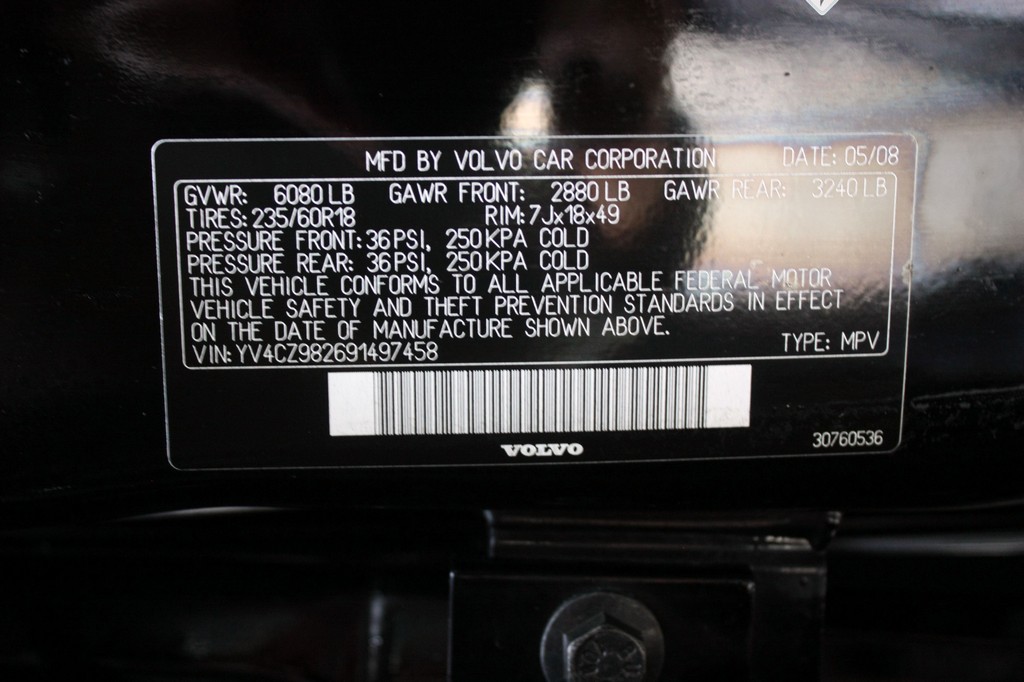 MFD BY VOLVO CAR CORPORATION DATE: 05/08
GVWR: 6080 LB GAWR FRONT: 2880 LB GAWR REAR: 3240 LB
TIRES: 235/60R18 RIM: 7Jx18x49
PRESSURE FRONT: 36 PSI, 250 KPA COLD
PRESSURE REAR: 36 PSI, 250 KPA COLD
THIS VEHICLE CONFORMS TO ALL APPLICABLE FEDERAL MOTOR
VEHICLE SAFETY AND THEFT PREVENTION STANDARDS IN EFFECT
ON THE DATE OF MANUFACTURE SHOWN ABOVE.
VIN: YV4CZ982691497458 TYPE: MPV
VOLVO
30760536